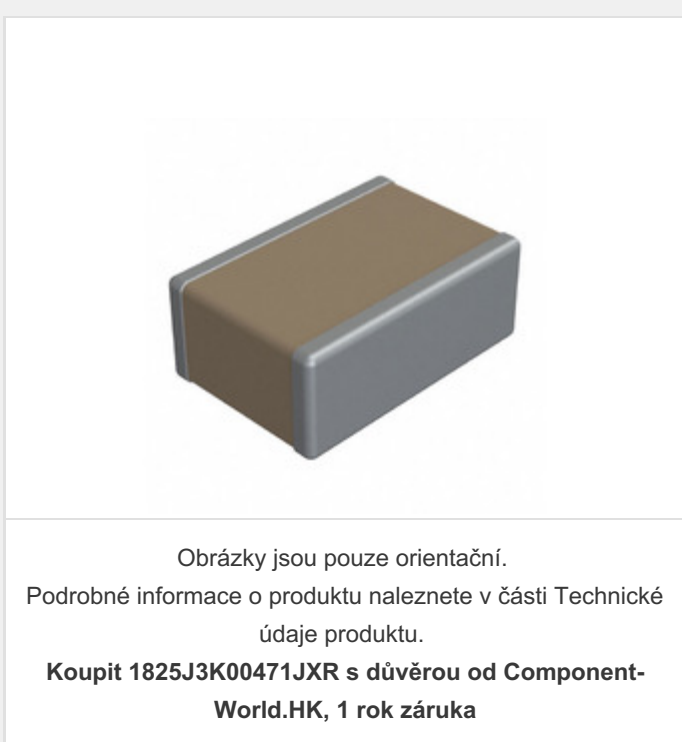 Obrázky jsou pouze orientační.
Podrobné informace o produktu naleznete v části Technické
údaje produktu.
Koupit 1825J3K00471JXR s důvěrou od Component-
World.HK, 1 rok záruka